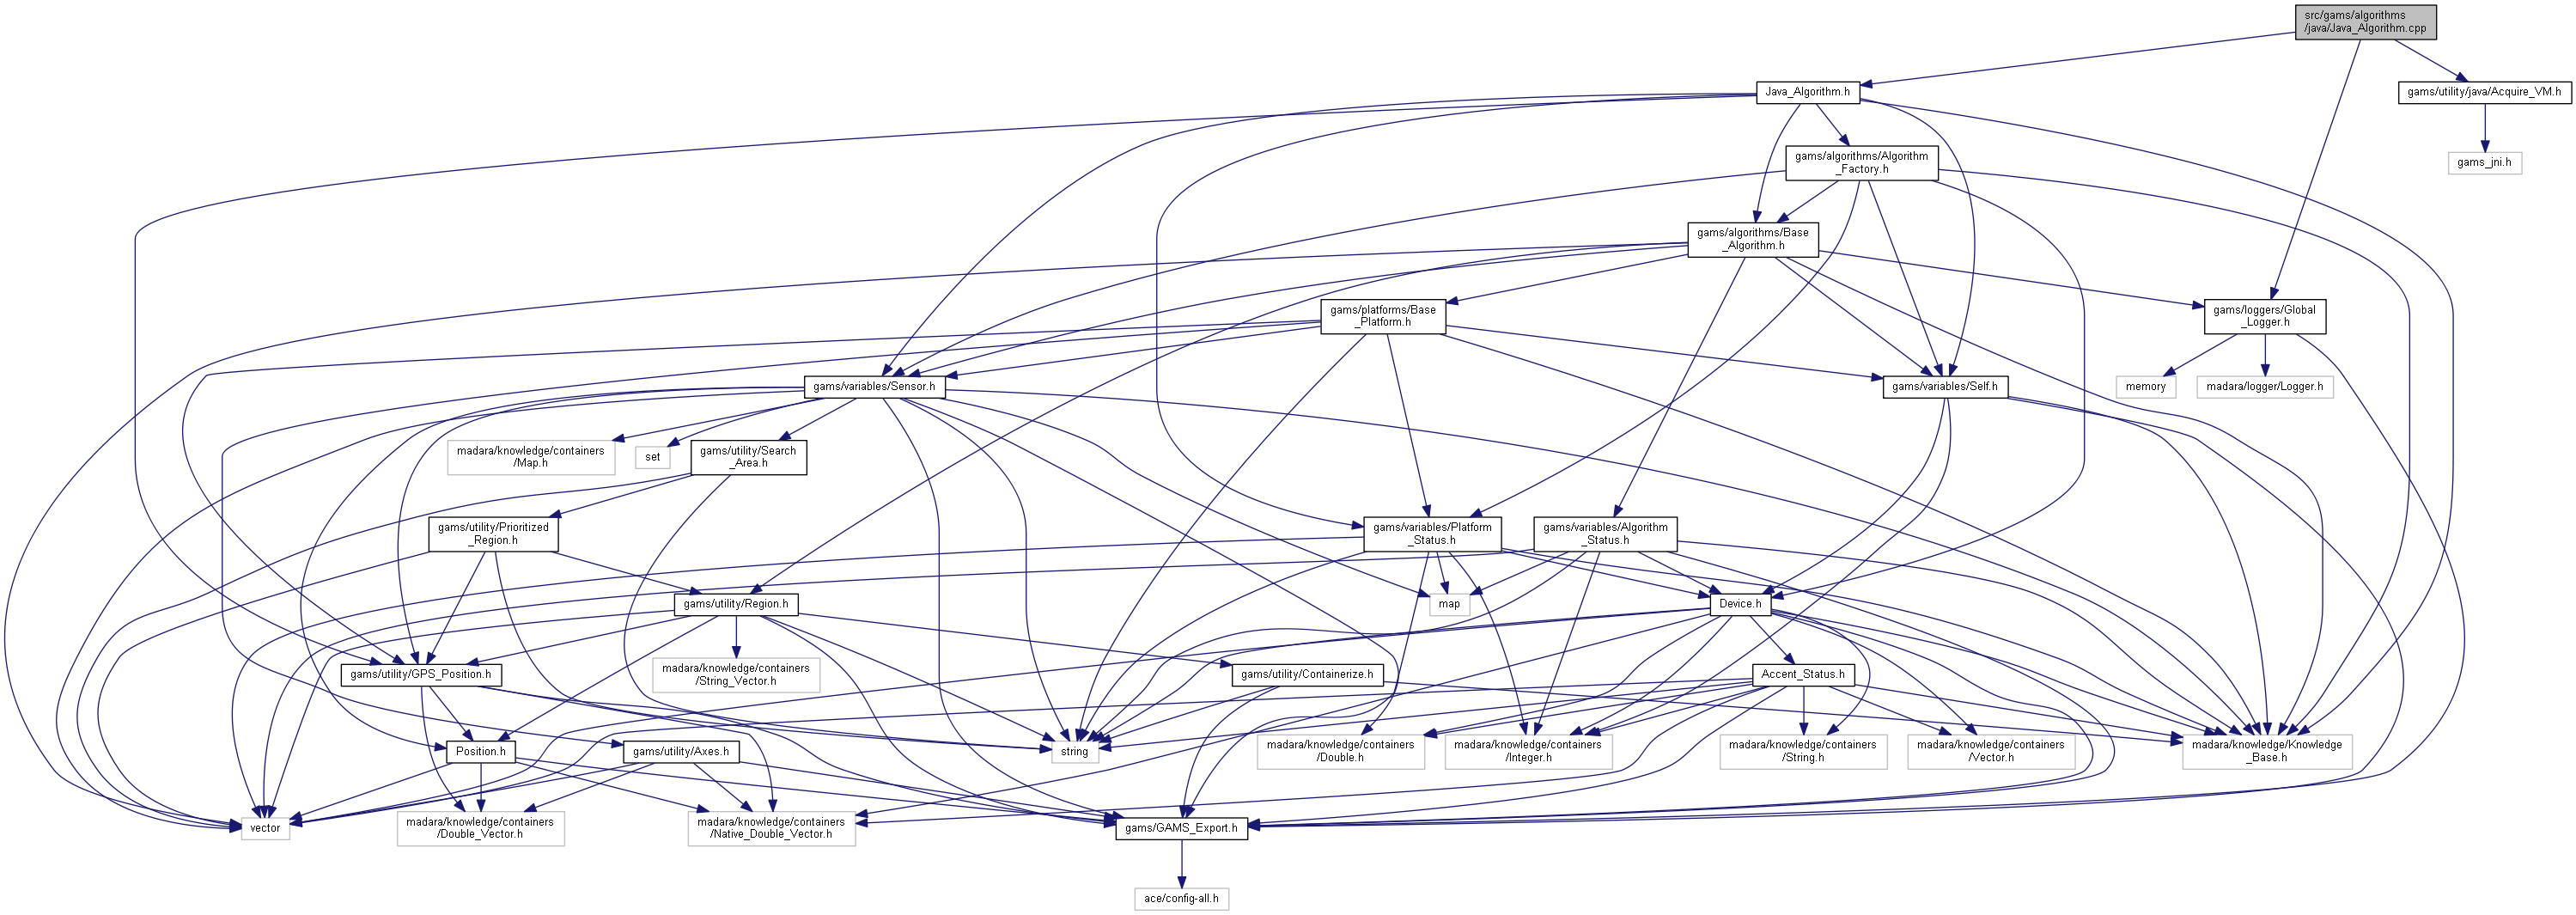 src/gams/algorithms
/java/Java_Algorithm.cpp
Java_Algorithm.h
gams/utility/java/Acquire_VM.h
gams/algorithms/Algorithm
_Factory.h
gams_jni.h
gams/algorithms/Base
_Algorithm.h
gams/platforms/Base
_Platform.h
gams/loggers/Global
_Logger.h
gams/variables/Sensor.h
gams/variables/Self.h
memory
madara/logger/Logger.h
madara/knowledge/containers
/Map.h
set
gams/utility/Search
_Area.h
gams/utility/Prioritized
_Region.h
gams/variables/Platform
_Status.h
gams/variables/Algorithm
_Status.h
gams/utility/Region.h
map
Device.h
gams/utility/GPS_Position.h
madara/knowledge/containers
/String_Vector.h
gams/utility/Containerize.h
Accent_Status.h
Position.h
gams/utility/Axes.h
string
madara/knowledge/containers
/Double.h
madara/knowledge/containers
/Integer.h
madara/knowledge/containers
/String.h
madara/knowledge/containers
/Vector.h
madara/knowledge/Knowledge
_Base.h
vector
madara/knowledge/containers
/Double_Vector.h
madara/knowledge/containers
/Native_Double_Vector.h
gams/GAMS_Export.h
ace/config-all.h